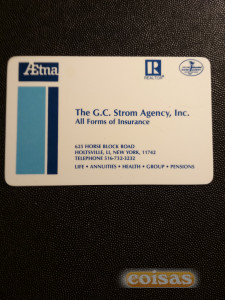 Ætna
REALTOR®
The G.C. Strom Agency, Inc.
All Forms of Insurance
635 HORSE BLOCK ROAD
HOLTSVILLE, LI, NEW YORK, 11742
TELEPHONE 516-732-3232
LIFE • ANNUITIES • HEALTH • GROUP • PENSIONS
coisas